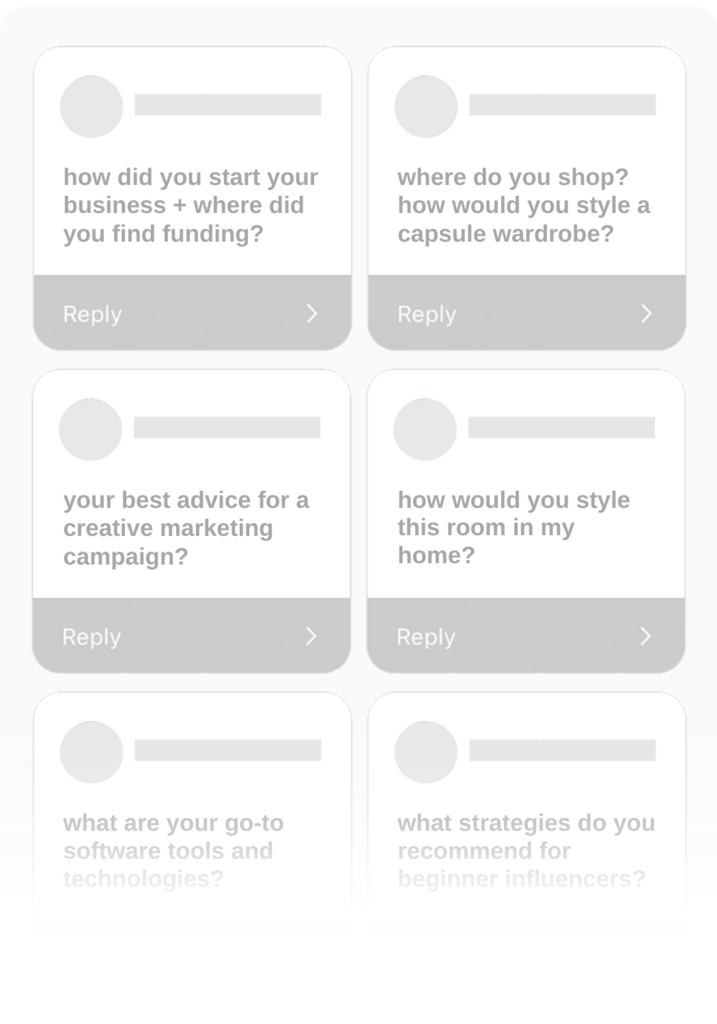 how did you start your
business + where did
you find funding?
Reply
where do you shop?
how would you style a
capsule wardrobe?
Reply
your best advice for a
creative marketing
campaign?
Reply
how would you style
this room in my
home?
Reply
what are your go-to
software tools and
technologies?
what strategies do you
recommend for
beginner influencers?